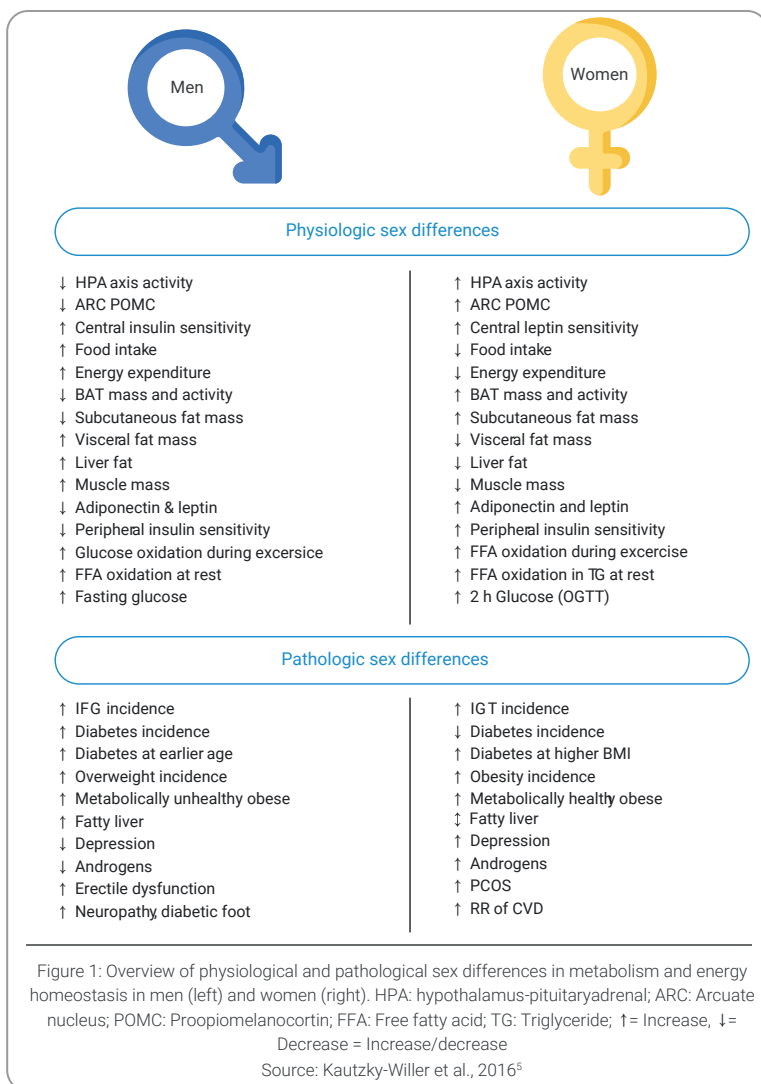 Men
Women
Physiologic sex differences
↓ HPA axis activity
↓ ARC POMC
↑ Central insulin sensitivity
↑ Food intake
↑ Energy expenditure
↓ BAT mass and activity
↓ Subcutaneous fat mass
↑ Visceral fat mass
↑ Liver fat
↑ Muscle mass
↓ Adiponectin & leptin
↓ Peripheral insulin sensitivity
↑ Glucose oxidation during excersice
↑ FFA oxidation at rest
↑ Fasting glucose
↑ HPA axis activity
↑ ARC POMC
↑ Central leptin sensitivity
↓ Food intake
↓ Energy expenditure
↑ BAT mass and activity
↑ Subcutaneous fat mass
↓ Visceral fat mass
↓ Liver fat
↓ Muscle mass
↑ Adiponectin and leptin
↑ Peripheral insulin sensitivity
↑ FFA oxidation during excercise
↑ FFA oxidation in TG at rest
↑ 2 h Glucose (OGTT)
Pathologic sex differences
↑ IFG incidence
↑ Diabetes incidence
↑ Diabetes at earlier age
↑ Overweight incidence
↑ Metabolically unhealthy obese
↑ Fatty liver
↓ Depression
↓ Androgens
↑ Erectile dysfunction
↑ Neuropathy, diabetic foot
↑ IGT incidence
↓ Diabetes incidence
↑ Diabetes at higher BMI
↑ Obesity incidence
↑ Metabolically healthy obese
↕ Fatty liver
↑ Depression
↑ Androgens
↑ PCOS
↑ RR of CVD
Figure 1: Overview of physiological and pathological sex differences in metabolism and energy
homeostasis in men (left) and women (right). HPA: hypothalamus-pituitaryadrenal; ARC: Arcuate
nucleus; POMC: Proopiomelanocortin; FFA: Free fatty acid; TG: Triglyceride; ↑= Increase, ↓=
Decrease = Increase/decrease
Source: Kautzky-Willer et al., 2016⁵